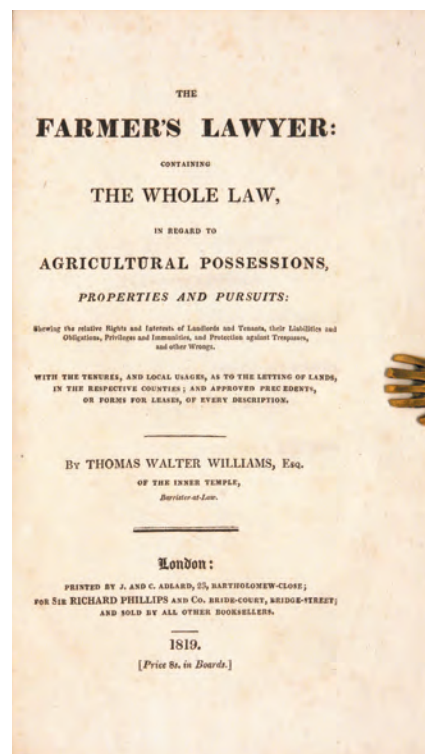 THE
FARMER'S LAWYER:
CONTAINING
THE WHOLE LAW,
IN REGARD TO
AGRICULTURAL POSSESSIONS,
PROPERTIES AND PURSUITS:
Shewing the relative Rights and Interests of Landlords and Tenants, their Liabilities and
Obligations, Privileges and Immunities, and Protection against Trespasses,
and other Wrongs.
WITH THE TENURES, AND LOCAL USAGES, AS TO THE LETTING OF LANDS,
IN THE RESPECTIVE COUNTIES; AND APPROVED PRECEDENTS,
OR FORMS FOR LEASES, OF EVERY DESCRIPTION.
BY THOMAS WALTER WILLIAMS, ESQ.
OF THE INNER TEMPLE,
Barrister-at-Law.
London:
PRINTED BY J. AND C. ADLARD, 23, BARTHOLOMEW-CLOSE;
FOR SIR RICHARD PHILLIPS AND CO. BRIDE-COURT, BRIDGE-STREET;
AND SOLD BY ALL OTHER BOOKSELLERS.
1819.
[Price 8s. in Boards.]